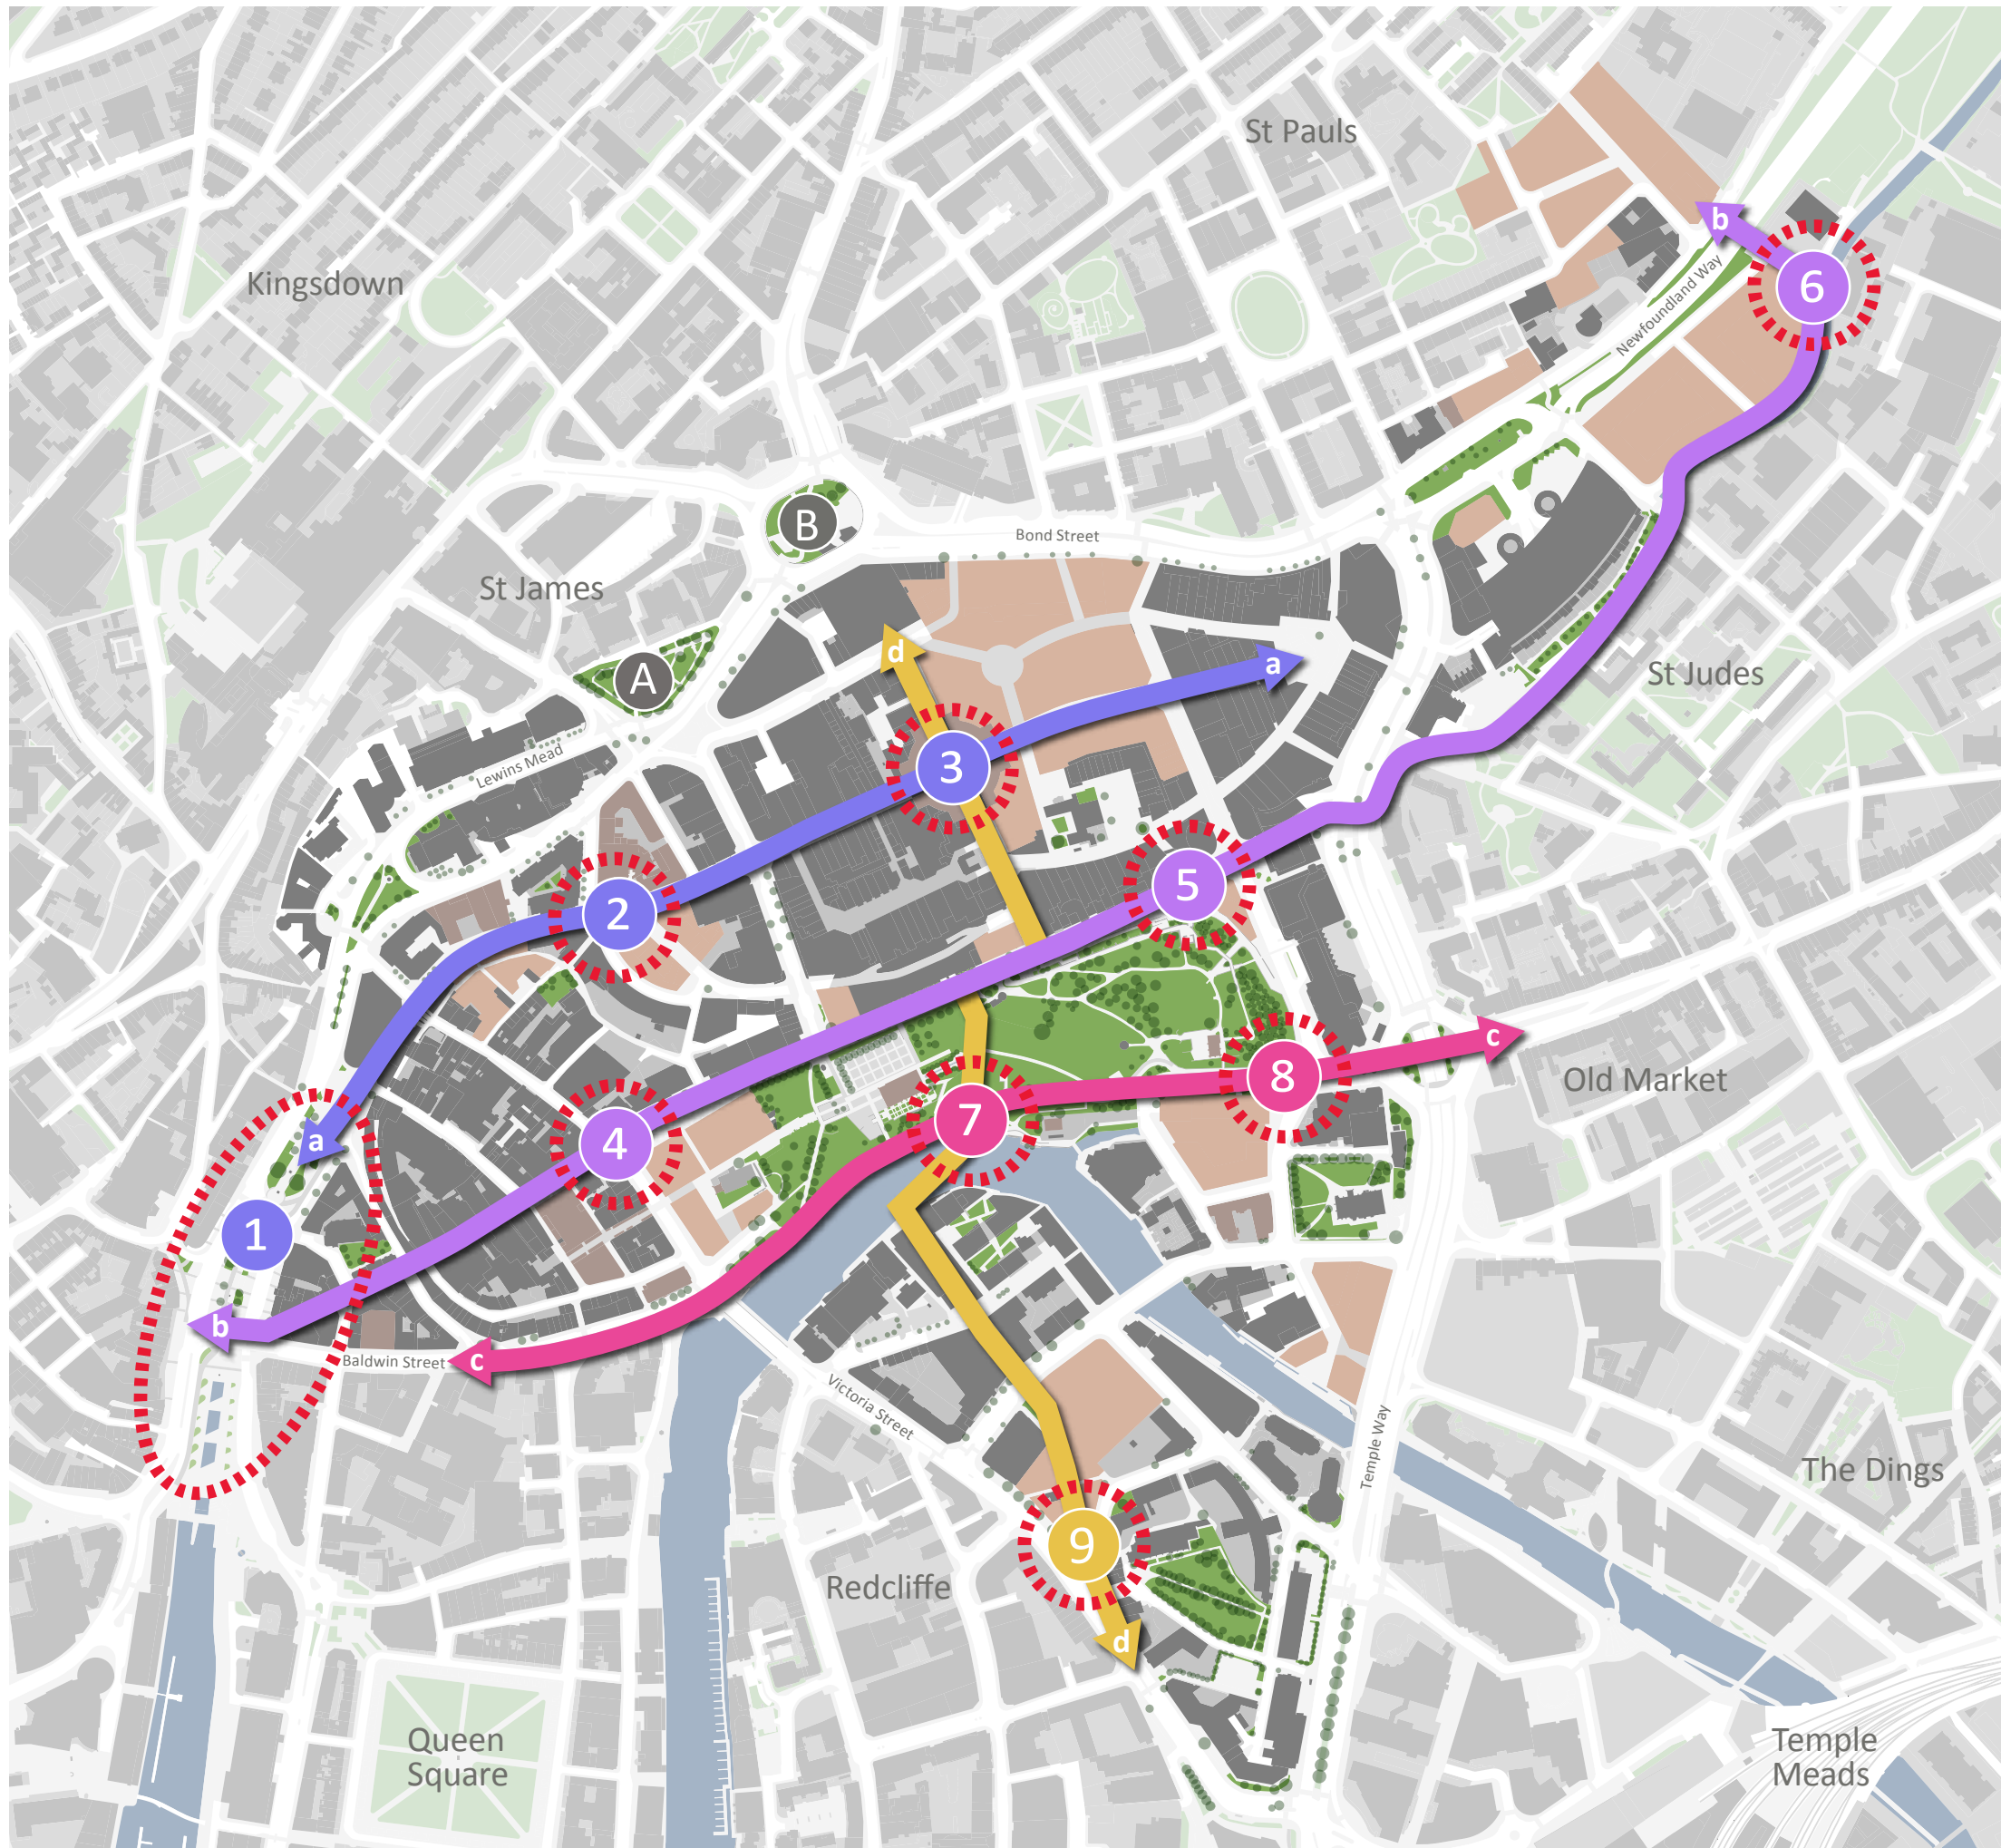 St Pauls
b
Kingsdown
6
Newfoundland Way
B
Bond Street
St James
d
a
A
St Judes
Lewins Mead
3
5
2
c
8
Old Market
7
a
4
1
b
Baldwin Street
c
Victoria Street
Temple Way
The Dings
9
Redcliffe
d
Queen
Square
Temple
Meads